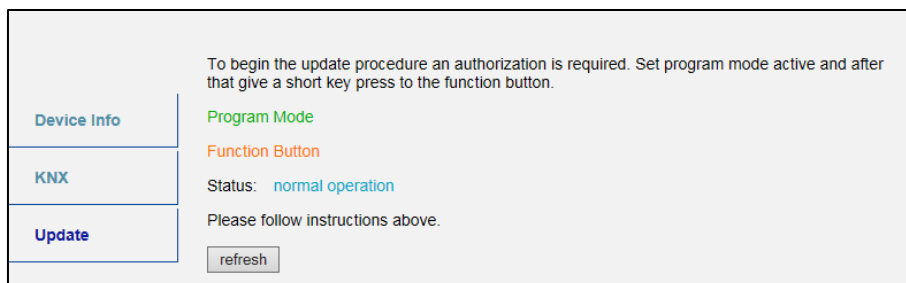 To begin the update procedure an authorization is required. Set program mode active and after
that give a short key press to the function button.
Device Info
Program Mode
Function Button
KNX
Status: normal operation
Please follow instructions above.
Update
refresh